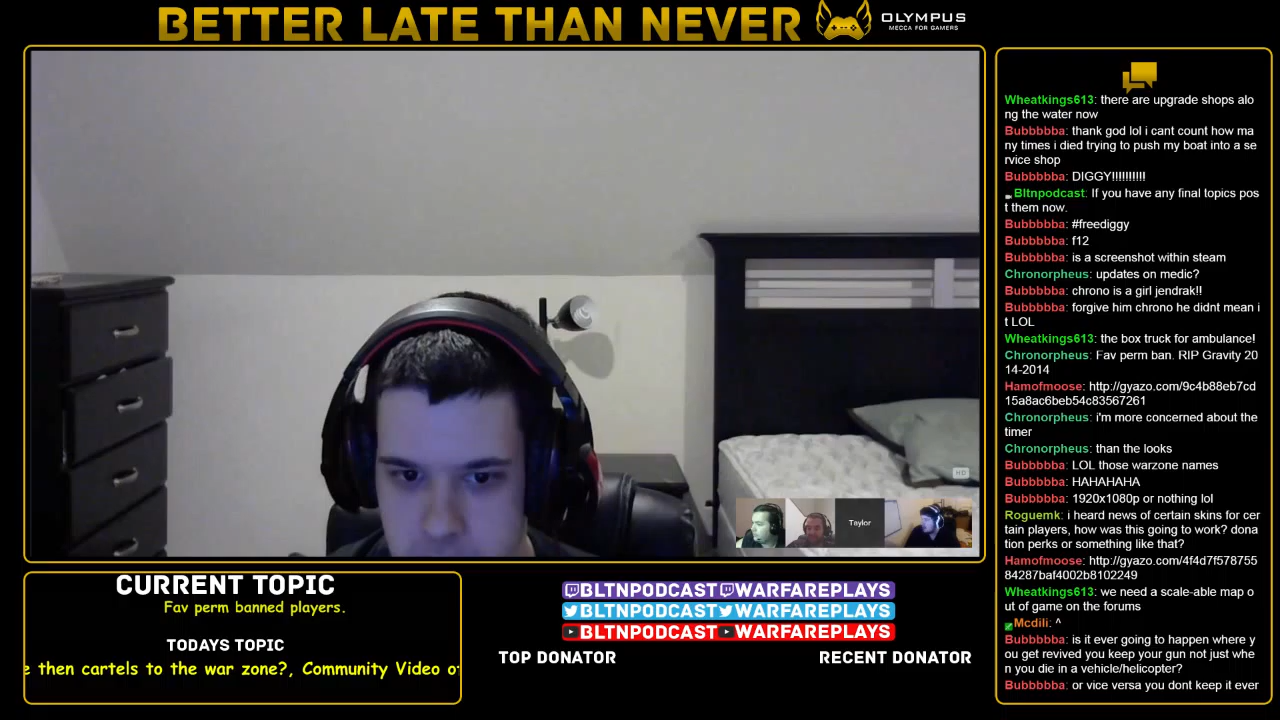 BETTER LATE THAN NEVER
OLYMPUS
MECCA FOR GAMERS
Wheatkings613: there are upgrade shops alo
ng the water now
Bubbbbba: thank god lol i cant count how ma
ny times i died trying to push my boat into a se
rvice shop
Bubbbbba: DIGGY!!!!!!!!!!
Bltnpodcast: If you have any final topics pos
t them now.
Bubbbbba: #freediggy
Bubbbbba: f12
Bubbbbba: is a screenshot within steam
Chronorpheus: updates on medic?
Bubbbbba: chrono is a girl jendrak!!
Bubbbbba: forgive him chrono he didnt mean i
t LOL
Wheatkings613: the box truck for ambulance!
Chronorpheus: Fav perm ban. RIP Gravity 20
14-2014
Hamofmoose: http://gyazo.com/9c4b88eb7cd
15a8ac6beb54c83567261
Chronorpheus: i'm more concerned about the
timer
Chronorpheus: than the looks
Bubbbbba: LOL those warzone names
Bubbbbba: HAHAHAHA
Bubbbbba: 1920x1080p or nothing lol
Roguemk: i heard news of certain skins for cer
tain players, how was this going to work? dona
tion perks or something like that?
Hamofmoose: http://gyazo.com/4f4d7f578755
84287baf4002b8102249
Wheatkings613: we need a scale-able map o
ut of game on the forums
Mcdili: ^
Bubbbbba: is it ever going to happen where y
ou get revived you keep your gun not just whe
n you die in a vehicle/helicopter?
Bubbbbba: or vice versa you dont keep it ever
HD
Taylor
CURRENT TOPIC
Fav perm banned players.
TODAYS TOPIC
e then cartels to the war zone?, Community Video of
BLTNPODCAST WARFAREPLAYS
BLTNPODCAST WARFAREPLAYS
BLTNPODCAST WARFAREPLAYS
TOP DONATOR
RECENT DONATOR